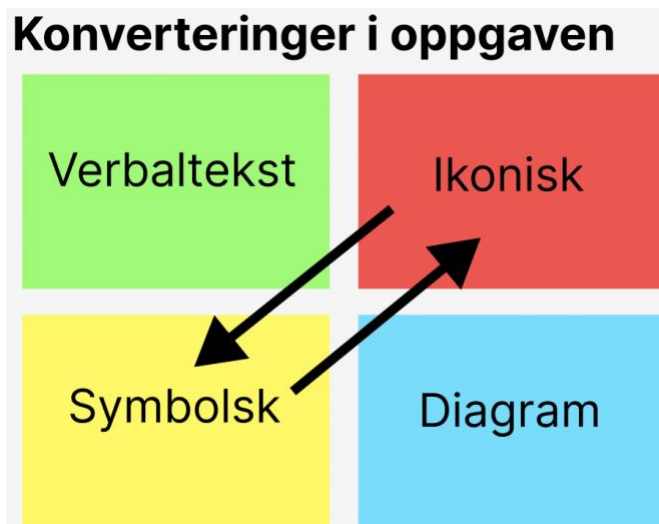 Konverteringer i oppgaven
Verbaltekst
Ikonisk
Symbolsk
Diagram